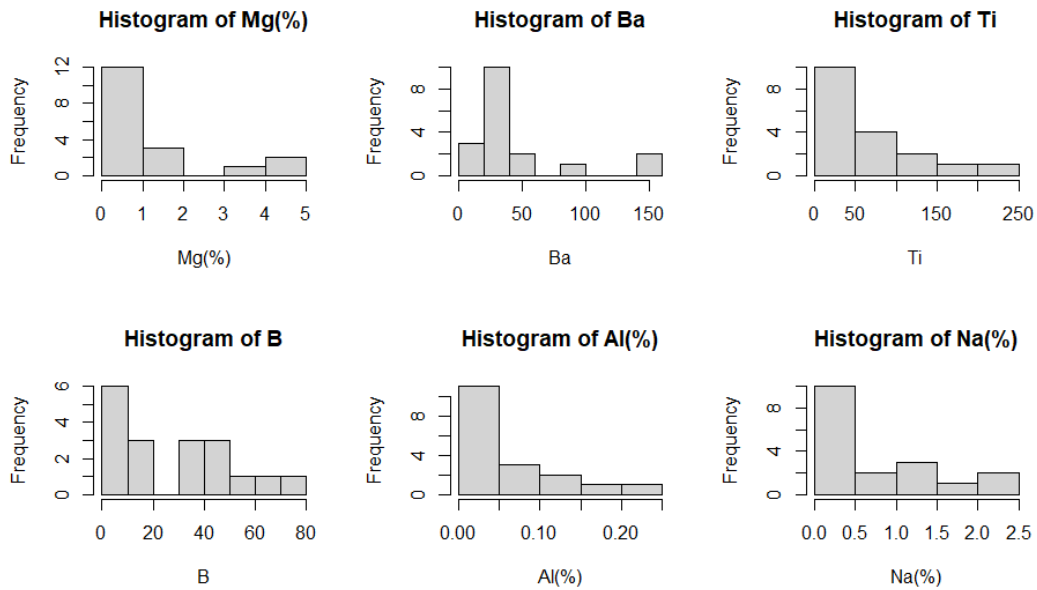 Histogram of Mg(%)
Frequency
12
8
4
0
0 1 2 3 4 5
Mg(%)
Histogram of Ba
Frequency
8
4
0
0 50 100 150
Ba
Histogram of Ti
Frequency
8
4
0
0 50 150 250
Ti
Histogram of B
Frequency
6
4
2
0
0 20 40 60 80
B
Histogram of Al(%)
Frequency
8
4
0
0.00 0.10 0.20
Al(%)
Histogram of Na(%)
Frequency
8
4
0
0.0 0.5 1.0 1.5 2.0 2.5
Na(%)